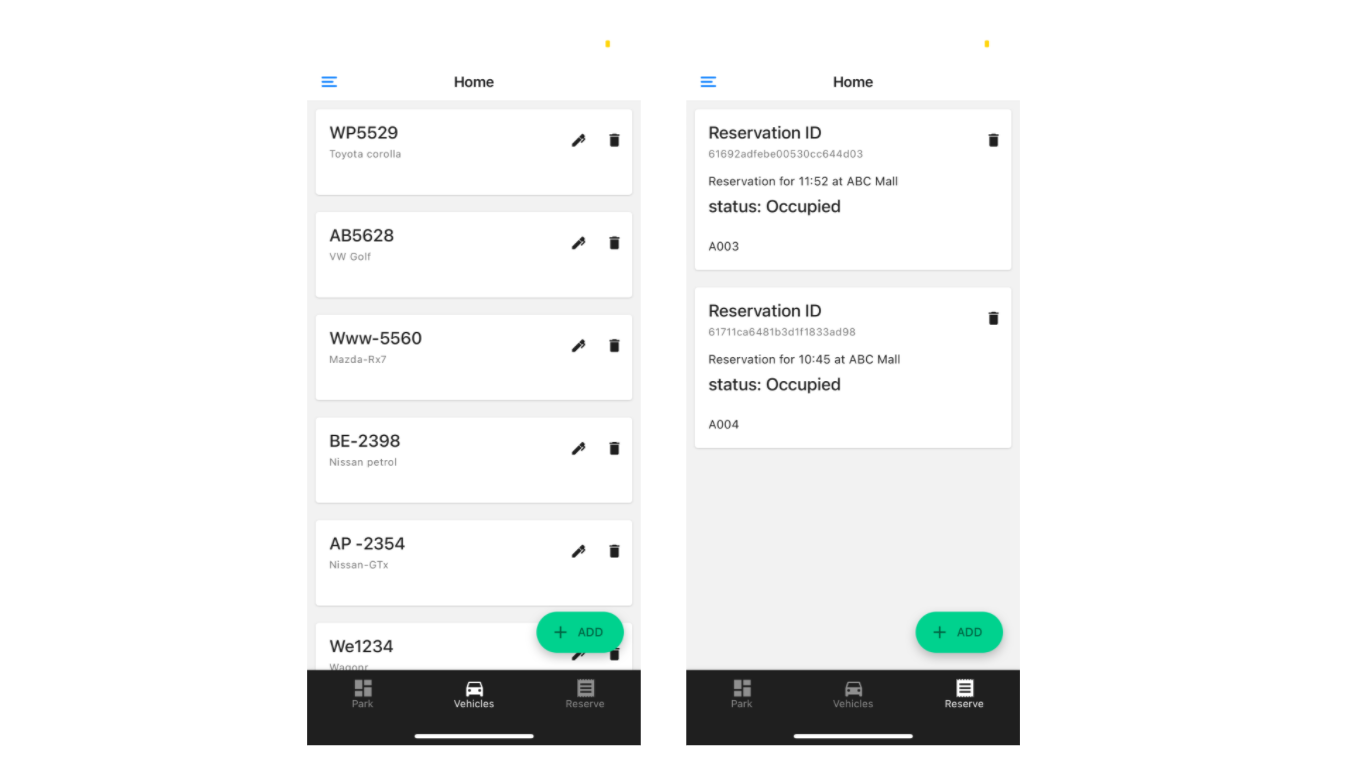 Home
WP5529
Toyota corolla
AB5628
VW Golf
Www-5560
Mazda-Rx7
BE-2398
Nissan petrol
AP -2354
Nissan-GTx
We1234
Wagonr
ADD
Park
Vehicles
Reserve
Home
Reservation ID
61692adfebe00530cc644d03
Reservation for 11:52 at ABC Mall
status: Occupied
A003
Reservation ID
61711ca6481b3d1f1833ad98
Reservation for 10:45 at ABC Mall
status: Occupied
A004
ADD
Park
Vehicles
Reserve